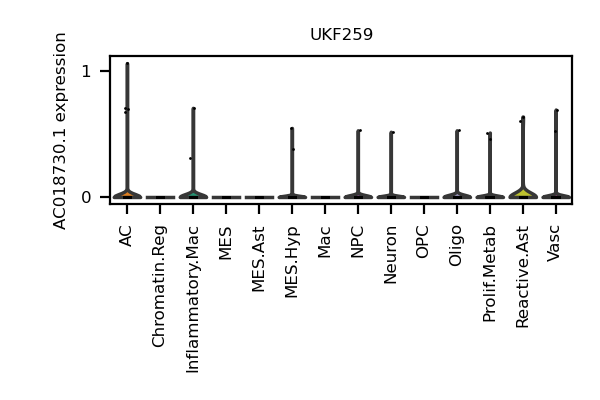 UKF259
AC018730.1 expression
1
0
AC
Chromatin.Reg
Inflammatory.Mac
MES
MES.Ast
MES.Hyp
Mac
NPC
Neuron
OPC
Oligo
Prolif.Metab
Reactive.Ast
Vasc